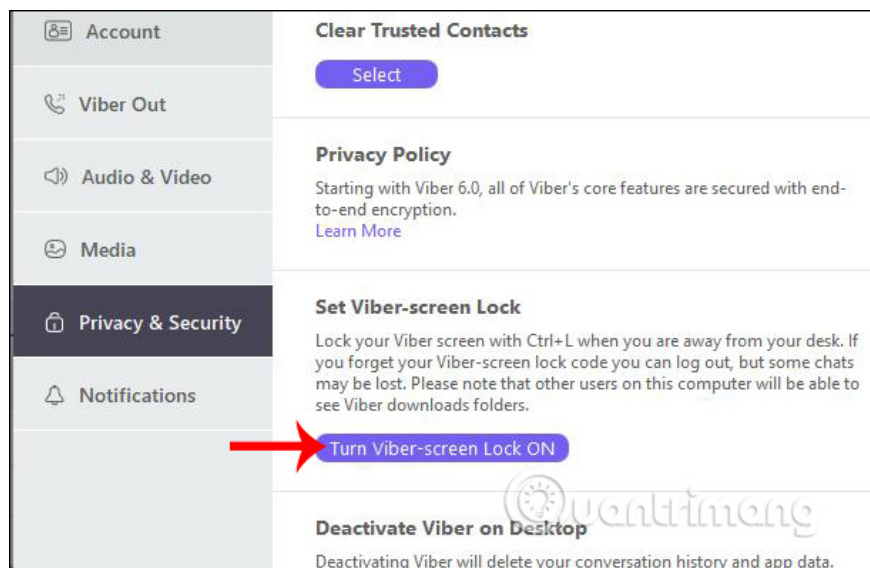 Account
Viber Out
Audio & Video
Media
Privacy & Security
Notifications
Clear Trusted Contacts
Select
Privacy Policy
Starting with Viber 6.0, all of Viber's core features are secured with end-
to-end encryption.
Learn More
Set Viber-screen Lock
Lock your Viber screen with Ctrl+L when you are away from your desk. If
you forget your Viber-screen lock code you can log out, but some chats
may be lost. Please note that other users on this computer will be able to
see Viber downloads folders.
Turn Viber-screen Lock ON
Quantrimang
Deactivate Viber on Desktop
Deactivating Viber will delete your conversation history and app data.